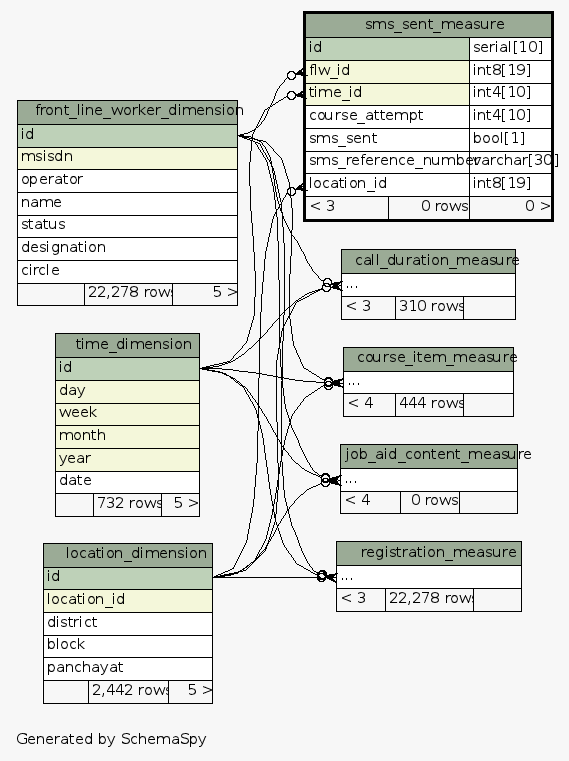 sms_sent_measure
id serial[10]
flw_id int8[19]
time_id int4[10]
course_attempt int4[10]
sms_sent bool[1]
sms_reference_number varchar[30]
location_id int8[19]
< 3 0 rows 0 >
front_line_worker_dimension
id
msisdn
operator
name
status
designation
circle
22,278 rows 5 >
call_duration_measure
...
< 3 310 rows
time_dimension
id
day
week
month
year
date
732 rows 5 >
course_item_measure
...
< 4 444 rows
job_aid_content_measure
...
< 4 0 rows
location_dimension
id
location_id
district
block
panchayat
2,442 rows 5 >
registration_measure
...
< 3 22,278 rows
Generated by SchemaSpy